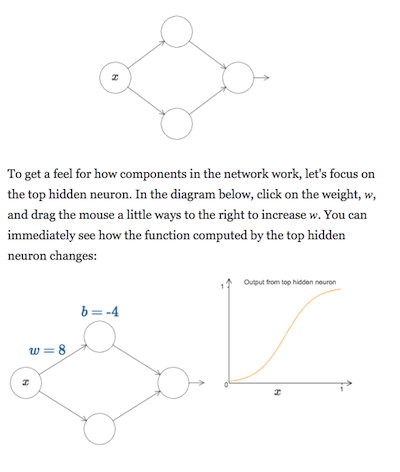 x
To get a feel for how components in the network work, let's focus on
the top hidden neuron. In the diagram below, click on the weight, w,
and drag the mouse a little ways to the right to increase w. You can
immediately see how the function computed by the top hidden
neuron changes:
b = -4
w = 8
x
Output from top hidden neuron
1
0
1
x